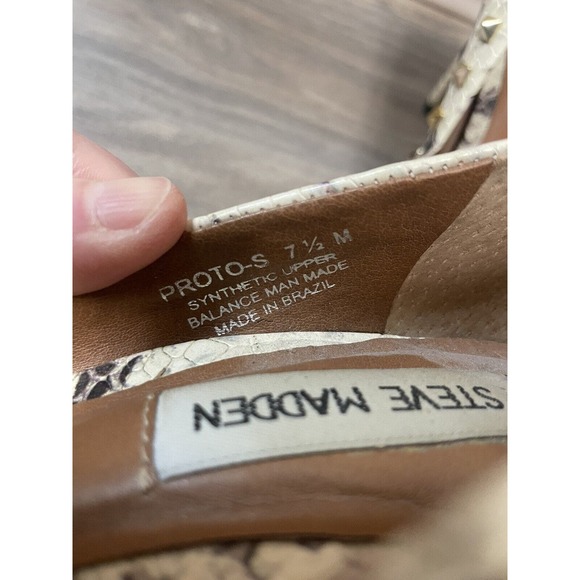 PROTO-S 7 ½ M
SYNTHETIC UPPER
BALANCE MAN MADE
MADE IN BRAZIL
STEVE MADDEN